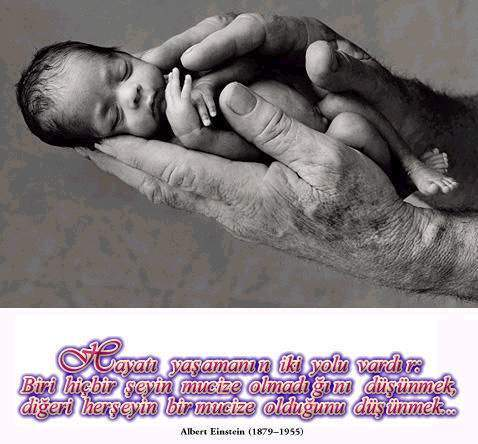 Hayatı yaşamanın iki yolu vardır:
Biri hiçbir şeyin mucize olmadığını düşünmek,
diğeri herşeyin bir mucize olduğunu düşünmek...
Albert Einstein (1879–1955)